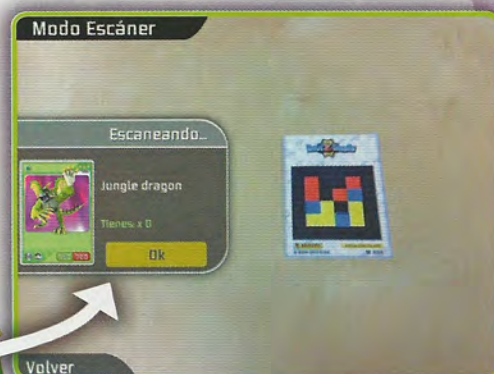 Modo Escáner
Escaneando...
Jungle dragon
Tienes x 0
Ok
Volver